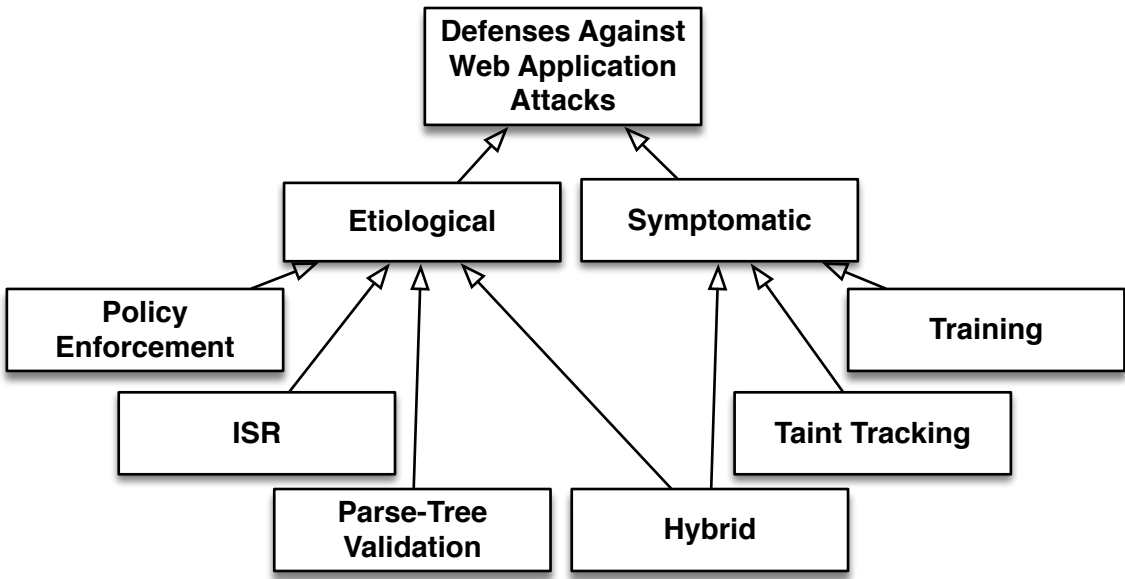 Defenses Against
Web Application
Attacks
Etiological
Symptomatic
Policy
Enforcement
Training
ISR
Taint Tracking
Parse-Tree
Validation
Hybrid